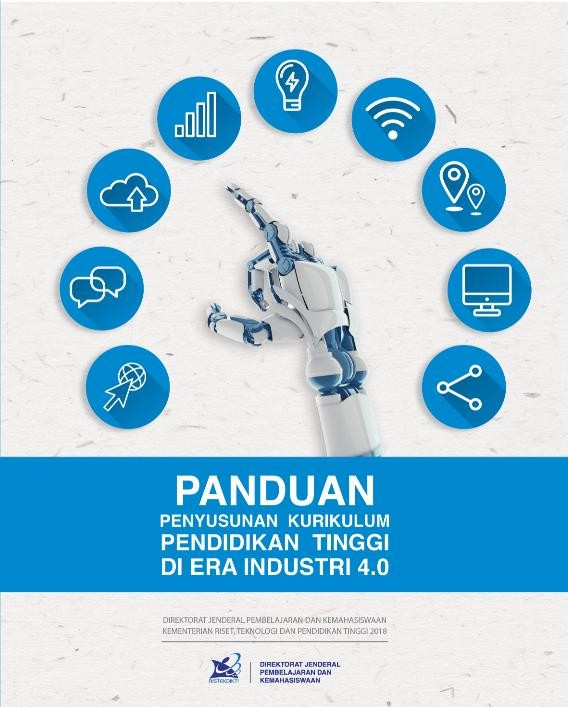 PANDUAN
PENYUSUNAN KURIKULUM
PENDIDIKAN TINGGI
DI ERA INDUSTRI 4.0
DIREKTORAT JENDERAL PEMBELAJARAN DAN KEMAHASISWAAN
KEMENTERIAN RISET, TEKNOLOGI DAN PENDIDIKAN TINGGI 2018
RISTEKDIKTI
DIREKTORAT JENDERAL
PEMBELAJARAN DAN
KEMAHASISWAAN